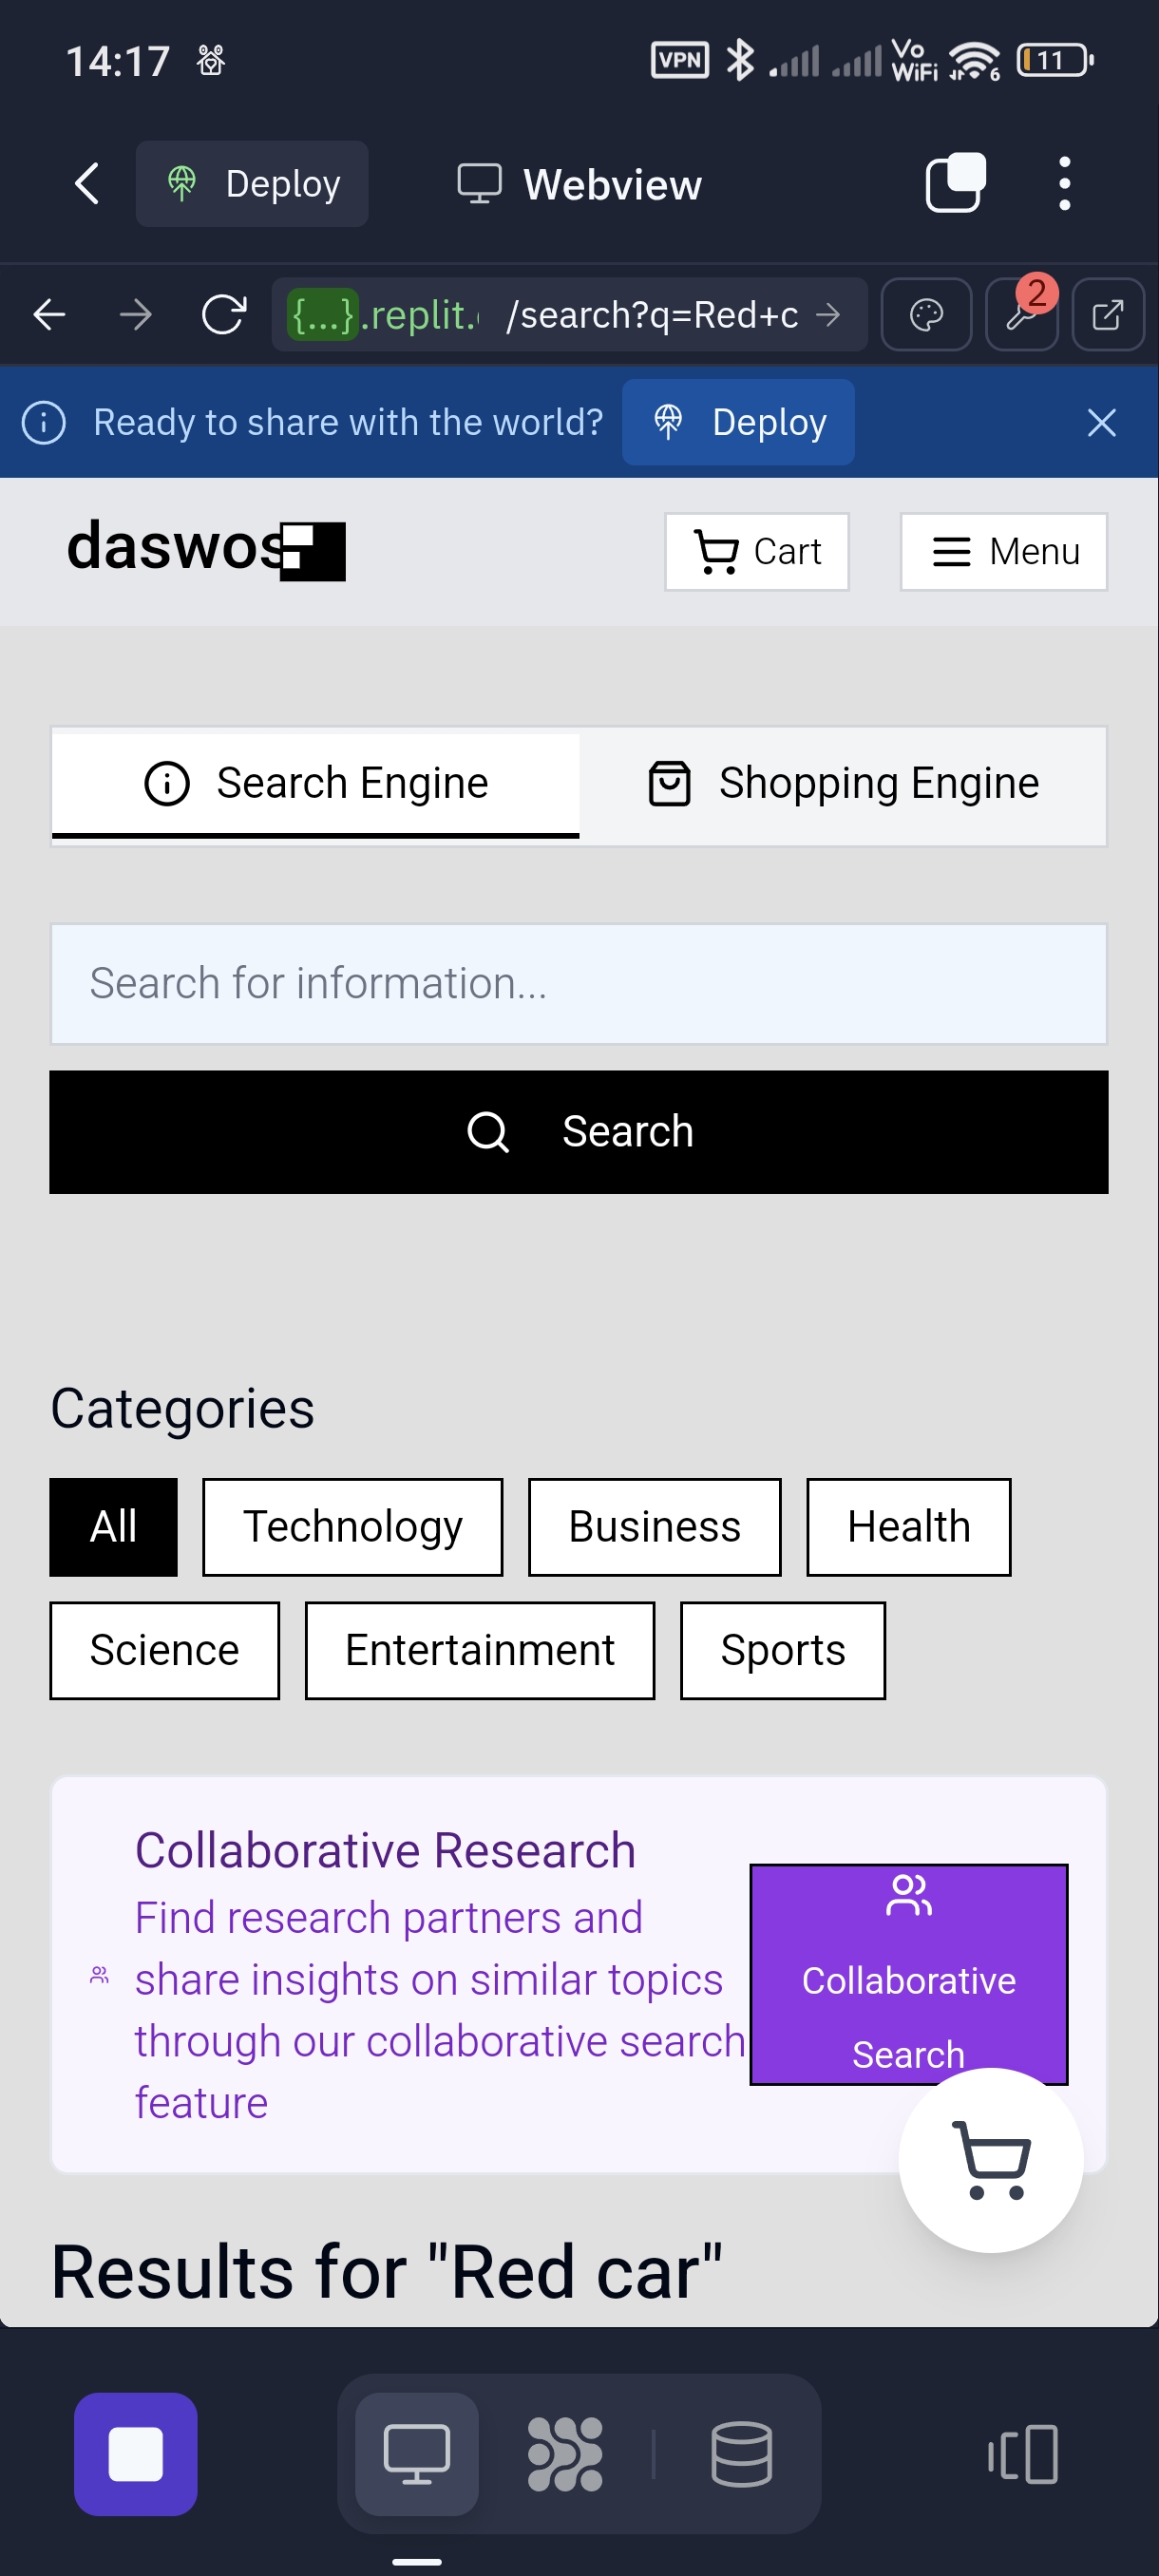 14:17
VPN
Vo
WiFi 6
11
Deploy
Webview
{...}.replit. /search?q=Red+c
2
Ready to share with the world?
Deploy
daswos
Cart
Menu
Search Engine
Shopping Engine
Search for information...
Search
Categories
All
Technology
Business
Health
Science
Entertainment
Sports
Collaborative Research
Find research partners and
share insights on similar topics
through our collaborative search
feature
Collaborative
Search
Results for "Red car"